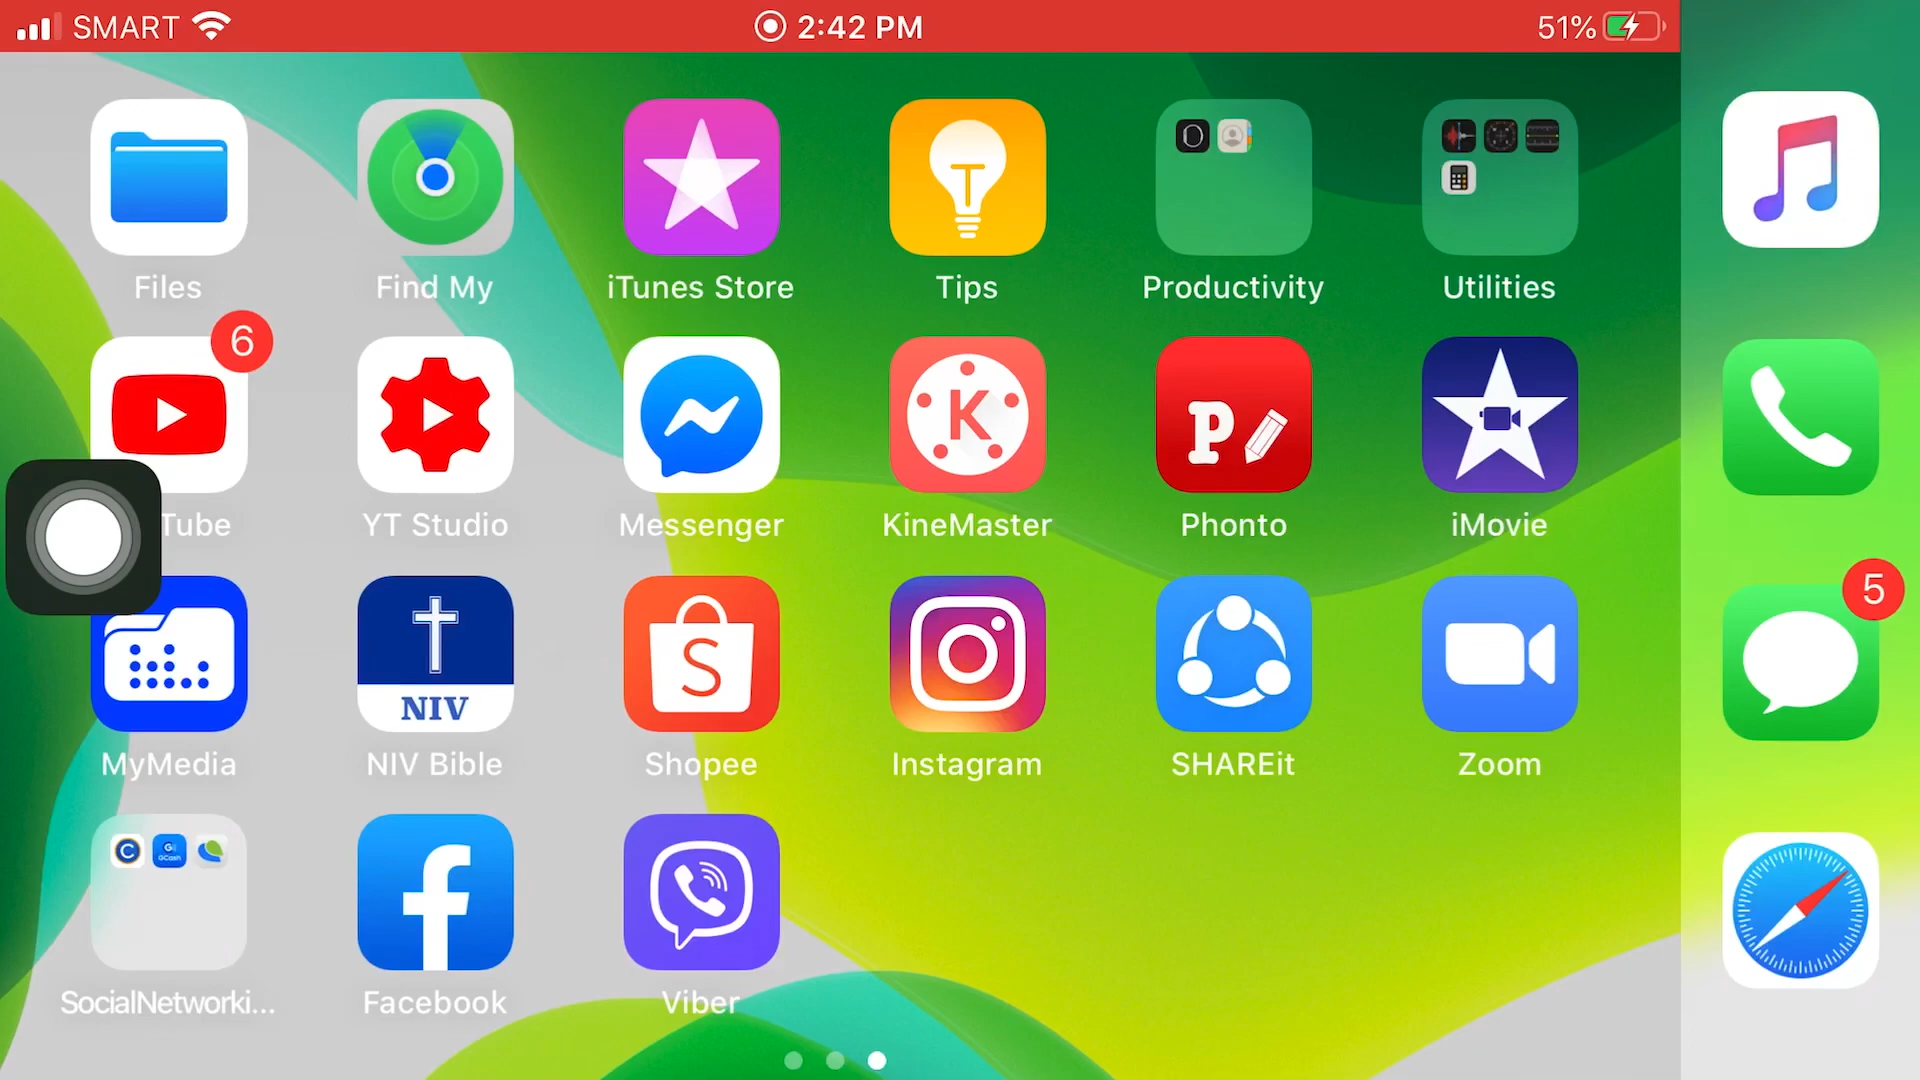 SMART
2:42 PM
51%
Files
Find My
iTunes Store
Tips
Productivity
Utilities
6
Tube
K
YT Studio
Messenger
KineMaster
P
Phonto
iMovie
5
NIV
S
MyMedia
NIV Bible
Shopee
Instagram
SHAREit
Zoom
C
G
GCash
f
SocialNetworki...
Facebook
Viber